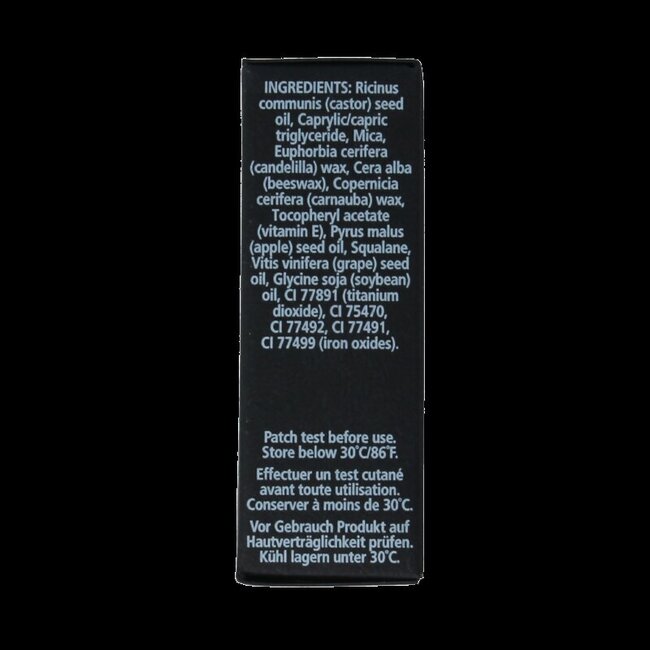 INGREDIENTS: Ricinus
communis (castor) seed
oil, Caprylic/capric
triglyceride, Mica,
Euphorbia cerifera
(candelilla) wax, Cera alba
(beeswax), Copernicia
cerifera (carnauba) wax,
Tocopheryl acetate
(vitamin E), Pyrus malus
(apple) seed oil, Squalane,
Vitis vinifera (grape) seed
oil, Glycine soja (soybean)
oil, CI 77891 (titanium
dioxide), CI 75470,
CI 77492, CI 77491,
CI 77499 (iron oxides).
Patch test before use.
Store below 30°C/86°F.
Effectuer un test cutané
avant toute utilisation.
Conserver à moins de 30°C.
Vor Gebrauch Produkt auf
Hautverträglichkeit prüfen.
Kühl lagern unter 30°C.